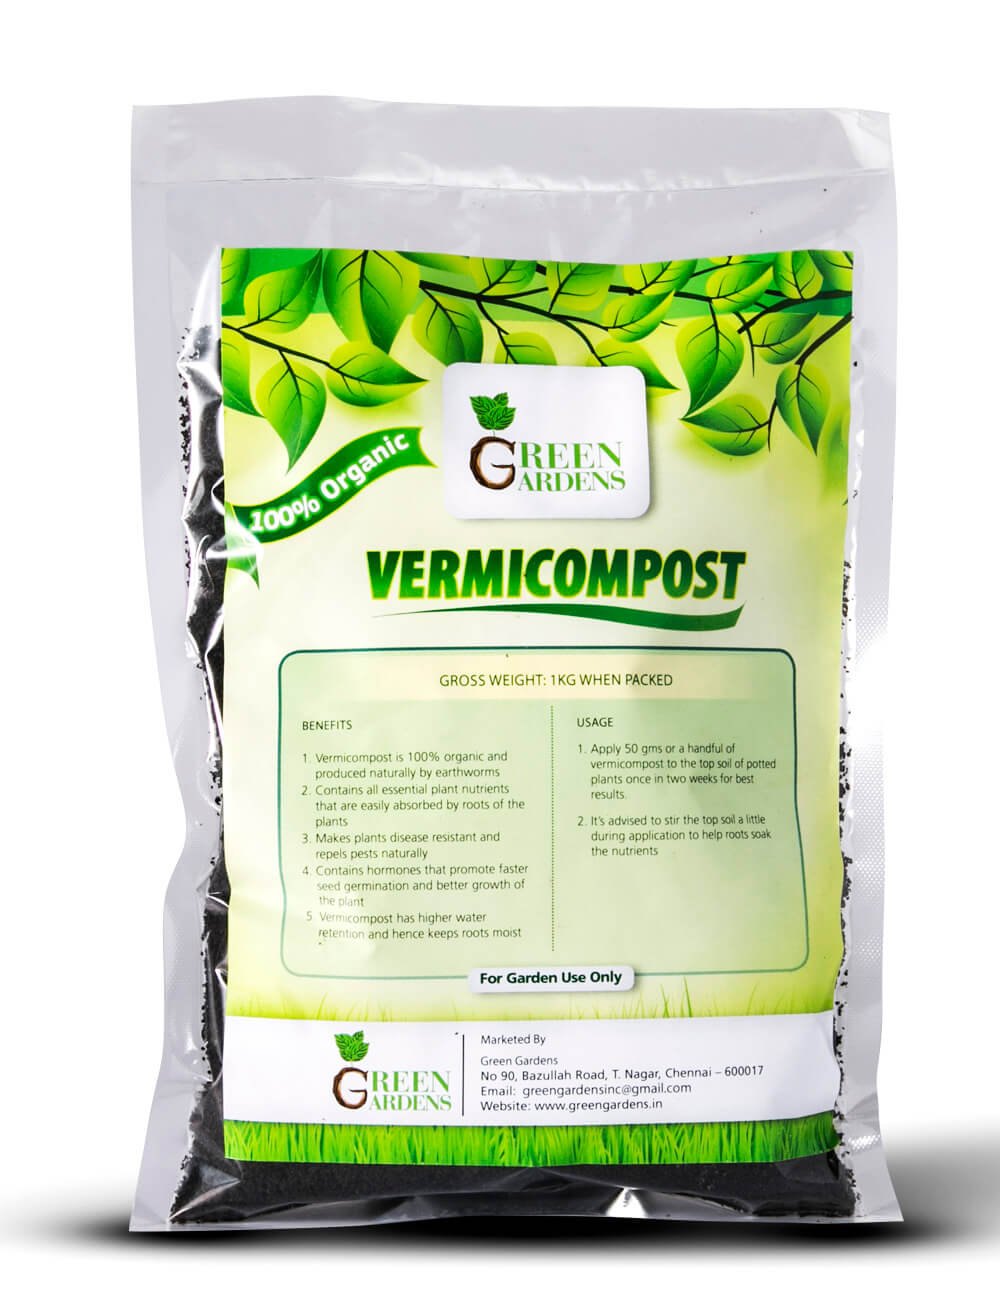 GREEN
GARDENS
100% Organic
VERMICOMPOST
GROSS WEIGHT: 1KG WHEN PACKED
BENEFITS
1. Vermicompost is 100% organic and
produced naturally by earthworms
2. Contains all essential plant nutrients
that are easily absorbed by roots of the
plants
3. Makes plants disease resistant and
repels pests naturally
4. Contains hormones that promote faster
seed germination and better growth of
the plant
5. Vermicompost has higher water
retention and hence keeps roots moist
USAGE
1. Apply 50 gms or a handful of
vermicompost to the top soil of potted
plants once in two weeks for best
results.
2. It's advised to stir the top soil a little
during application to help roots soak
the nutrients
For Garden Use Only
GREEN
GARDENS
Marketed By
Green Gardens
No 90, Bazullah Road, T. Nagar, Chennai – 600017
Email: greengardensinc@gmail.com
Website: www.greengardens.in